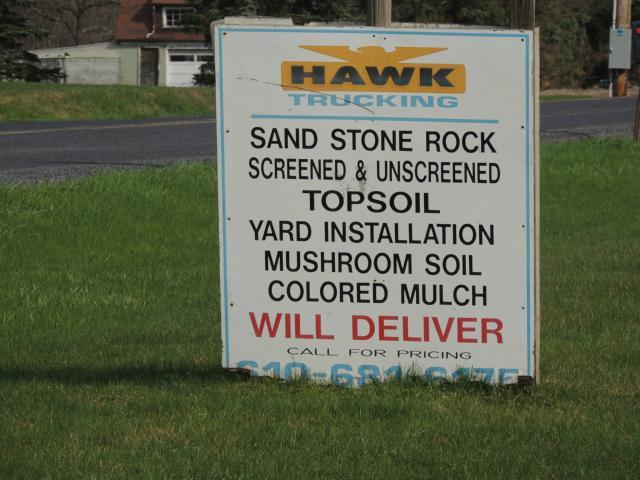 HAWK
TRUCKING
SAND STONE ROCK
SCREENED & UNSCREENED
TOPSOIL
YARD INSTALLATION
MUSHROOM SOIL
COLORED MULCH
WILL DELIVER
CALL FOR PRICING